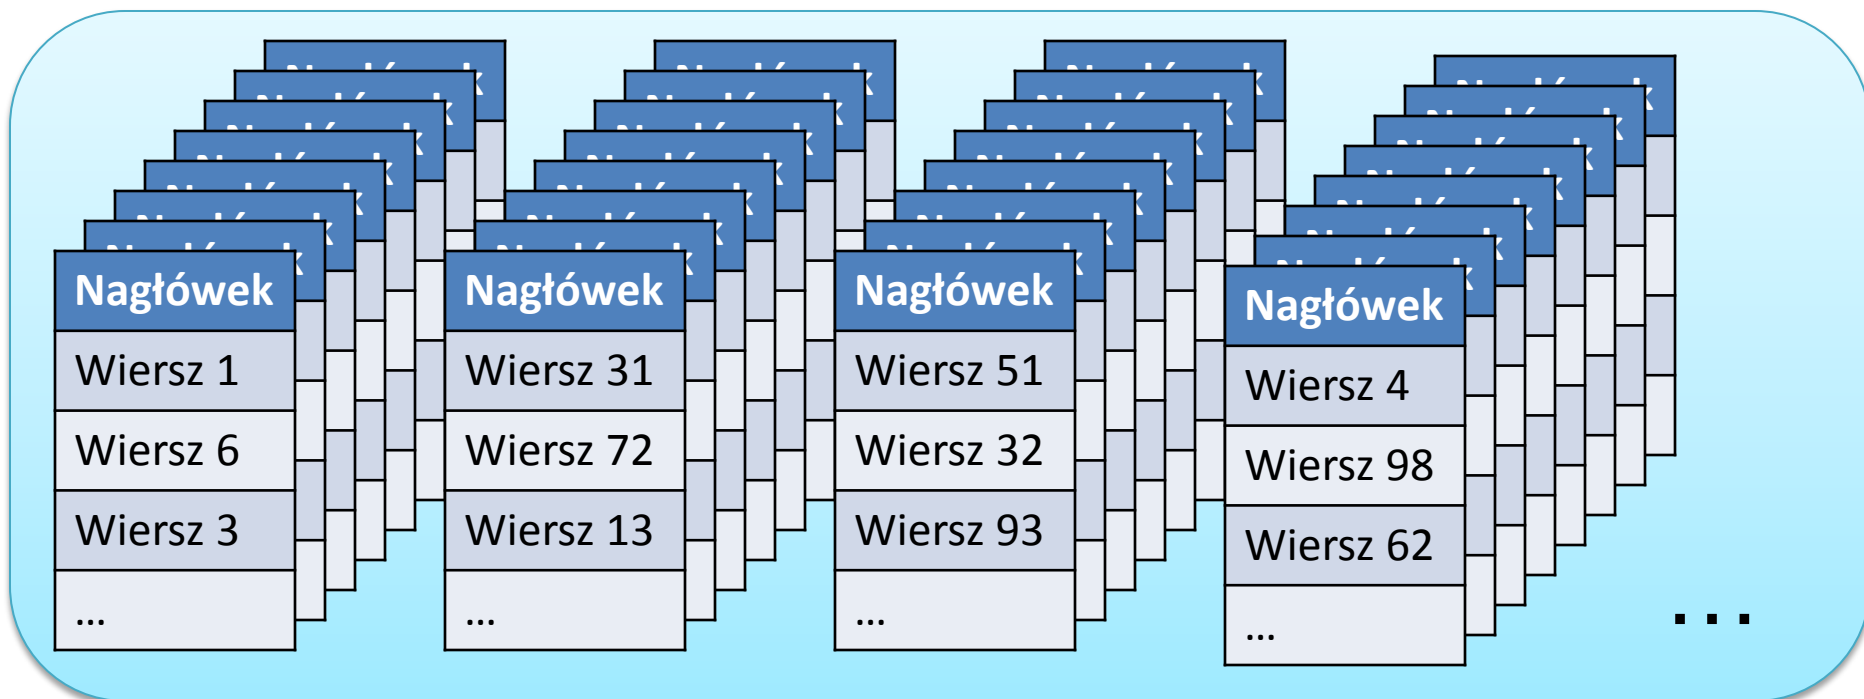 Nagłówek
Wiersz 1
Wiersz 6
Wiersz 3
...
Nagłówek
Wiersz 31
Wiersz 72
Wiersz 13
...
Nagłówek
Wiersz 51
Wiersz 32
Wiersz 93
...
Nagłówek
Wiersz 4
Wiersz 98
Wiersz 62
...
...